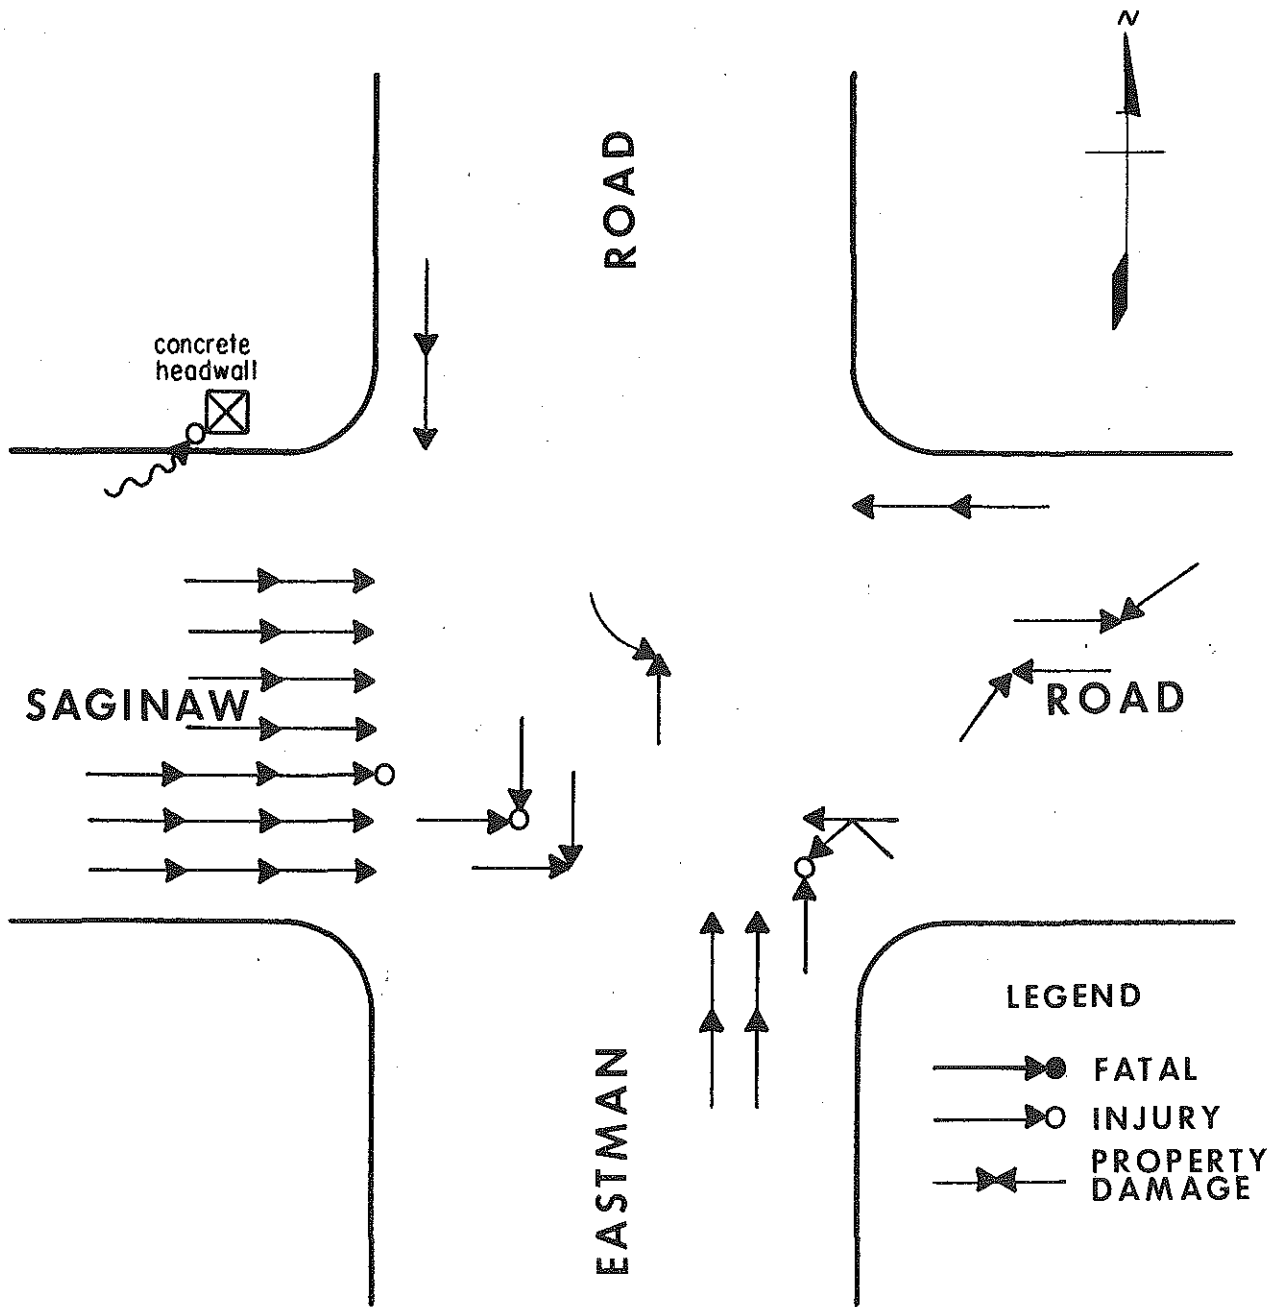 N
ROAD
concrete
headwall
SAGINAW
ROAD
EASTMAN
LEGEND
FATAL
INJURY
PROPERTY
DAMAGE